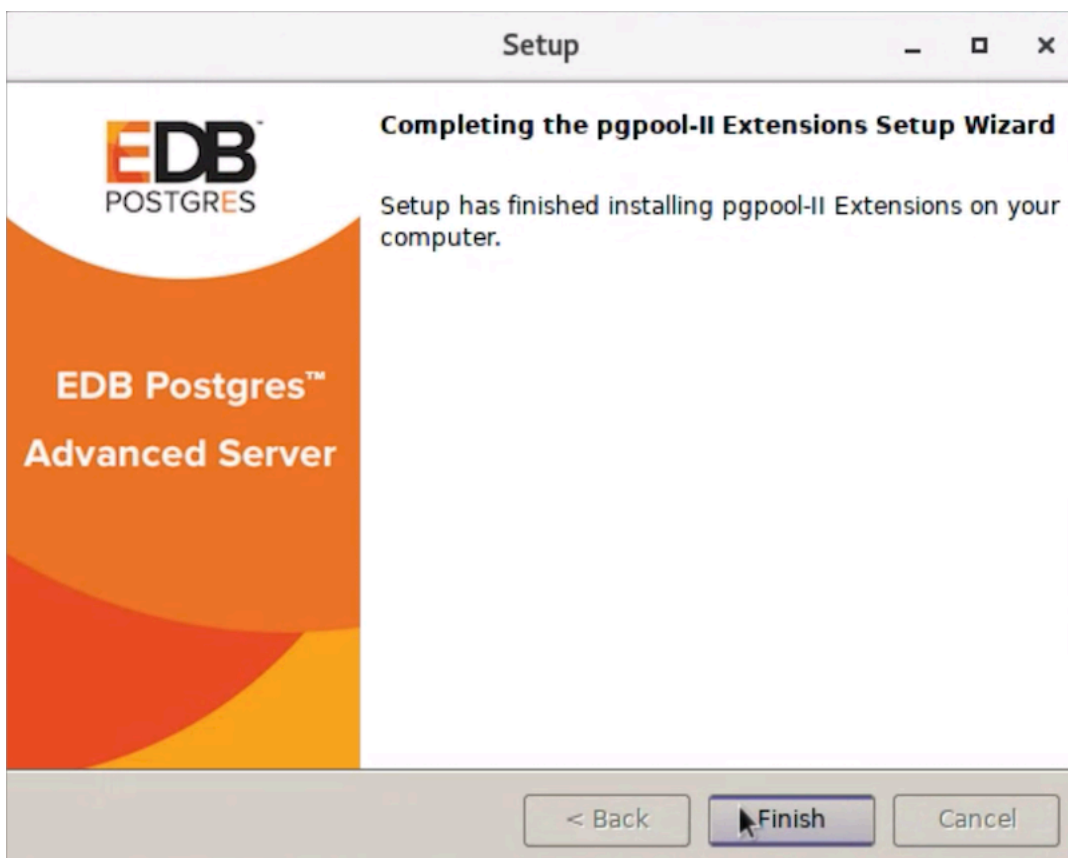 Setup
EDB
POSTGRES
EDB Postgres™
Advanced Server
Completing the pgpool-II Extensions Setup Wizard
Setup has finished installing pgpool-II Extensions on your
computer.
< Back
Finish
Cancel